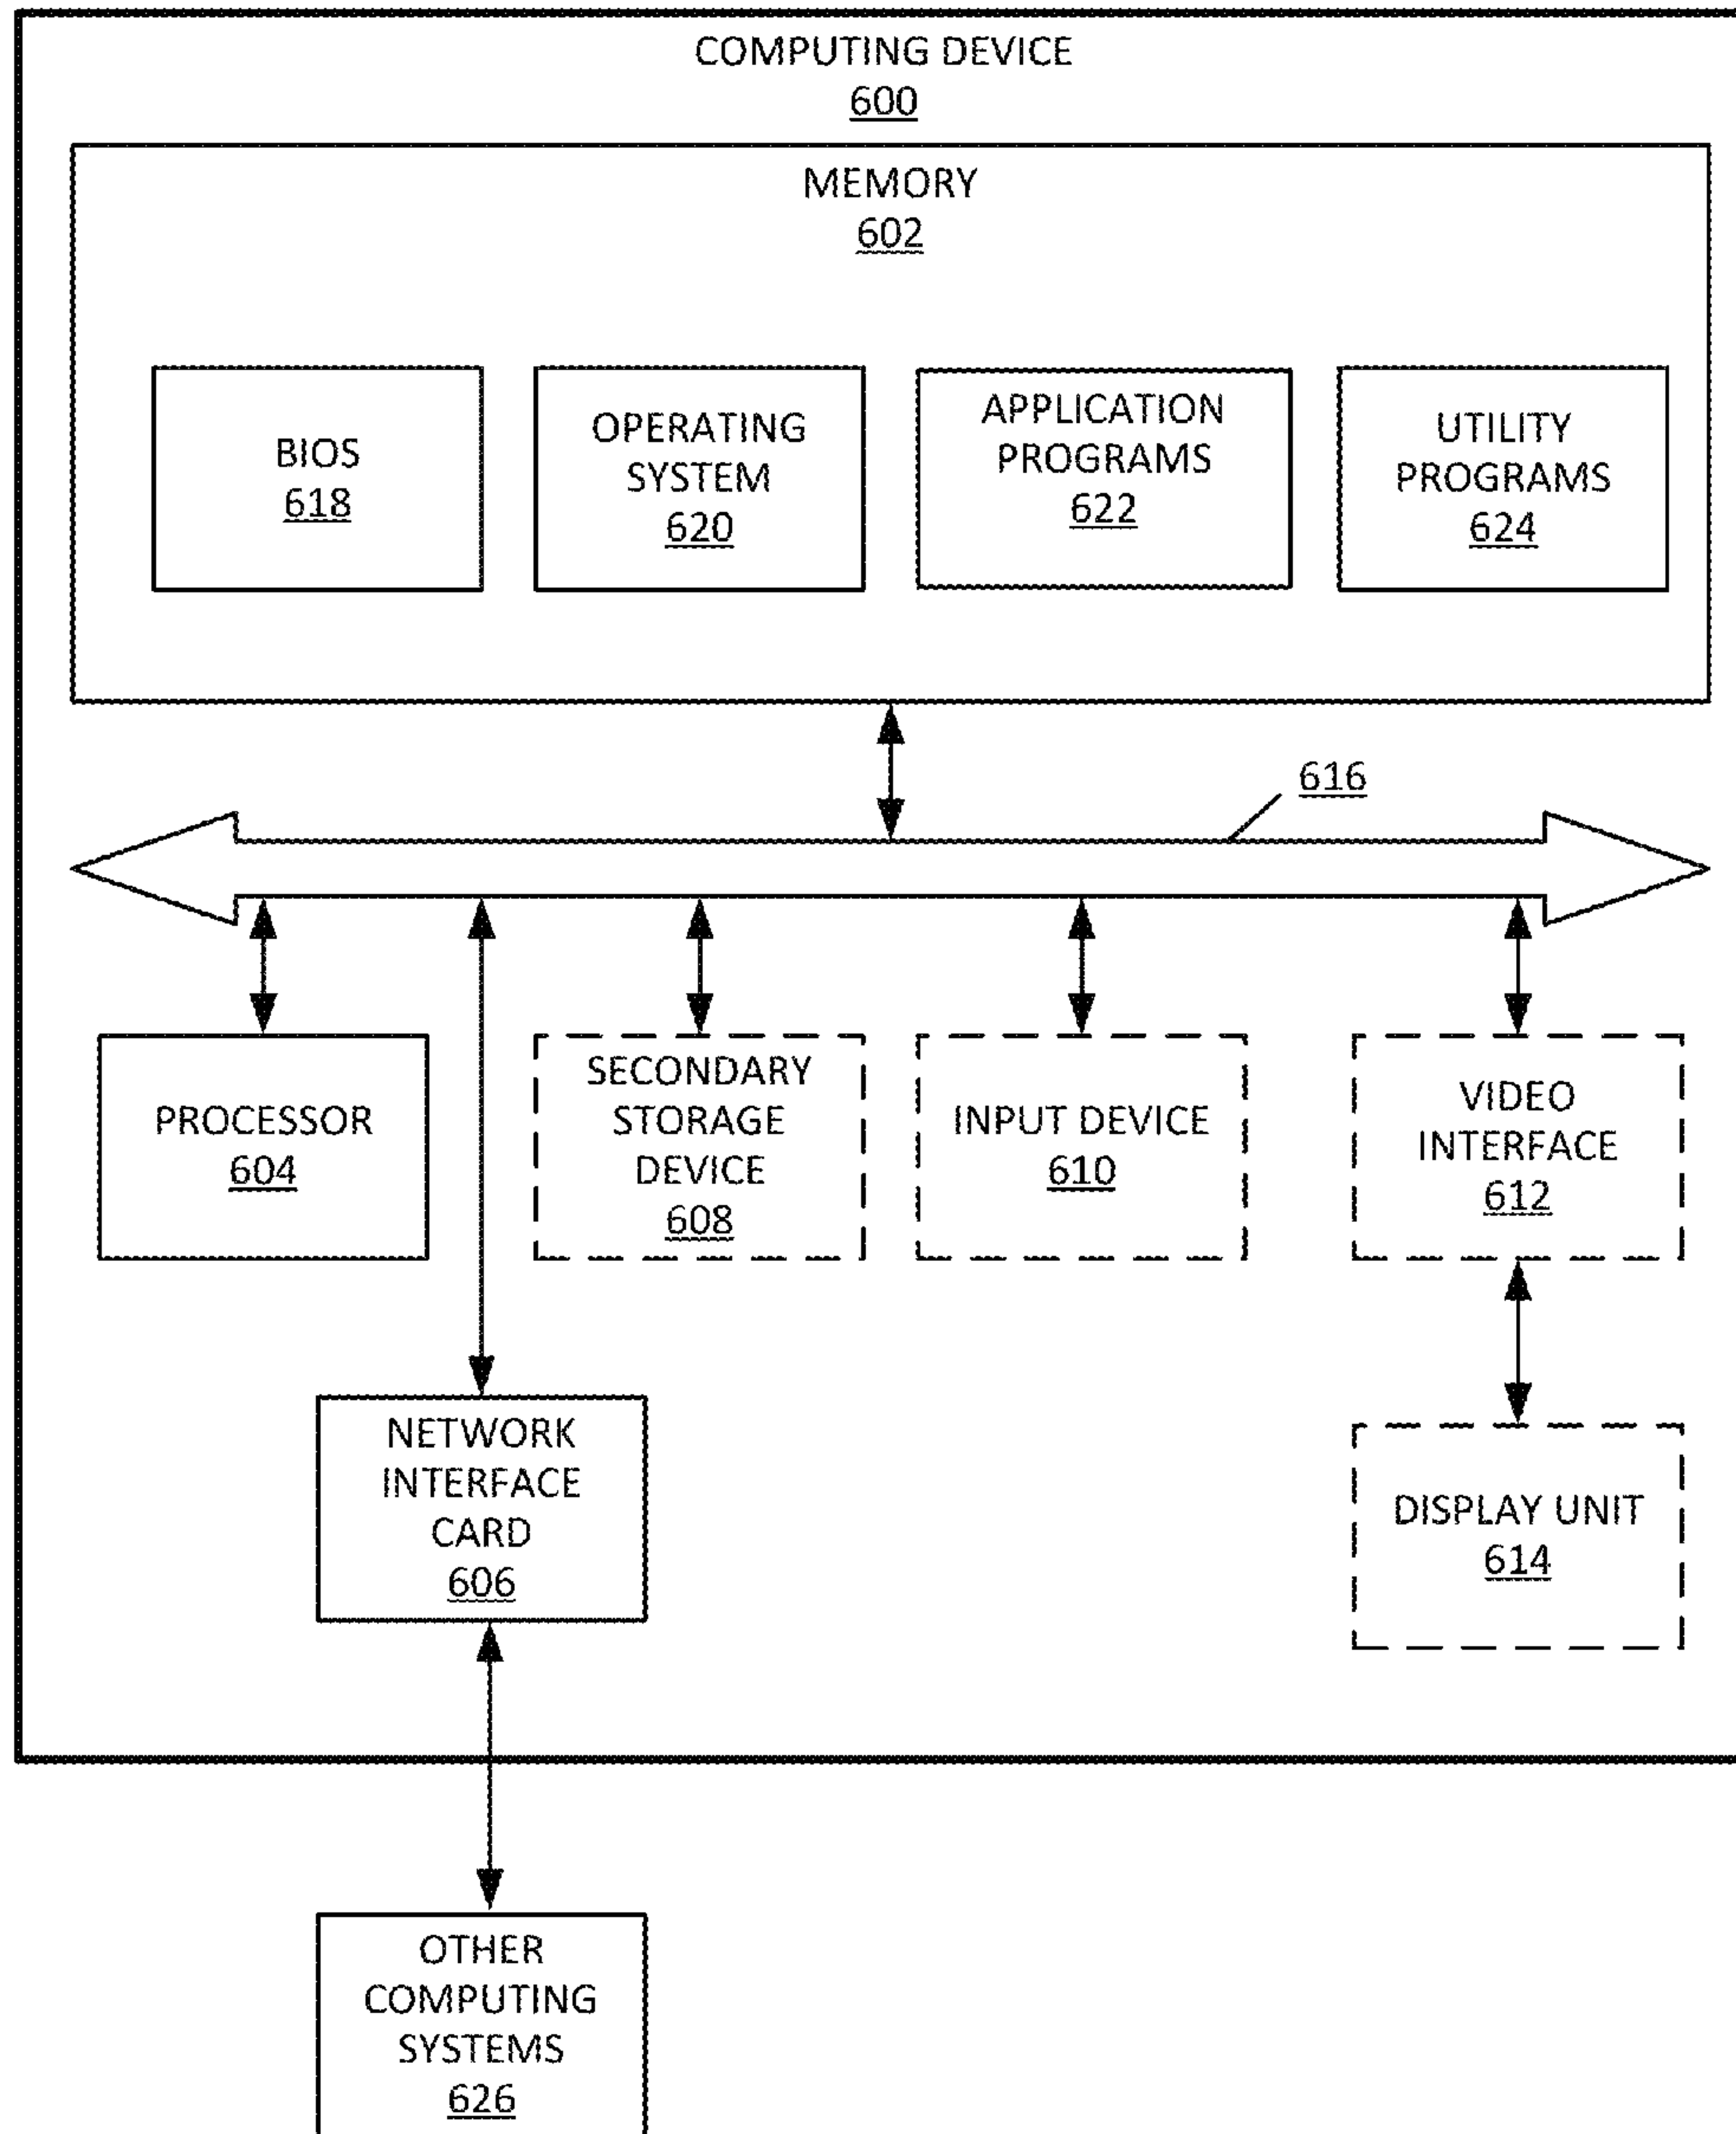 COMPUTING DEVICE
600
MEMORY
602
BIOS
618
OPERATING
SYSTEM
620
APPLICATION
PROGRAMS
622
UTILITY
PROGRAMS
624
616
PROCESSOR
604
SECONDARY
STORAGE
DEVICE
608
INPUT DEVICE
610
VIDEO
INTERFACE
612
NETWORK
INTERFACE
CARD
606
DISPLAY UNIT
614
OTHER
COMPUTING
SYSTEMS
626